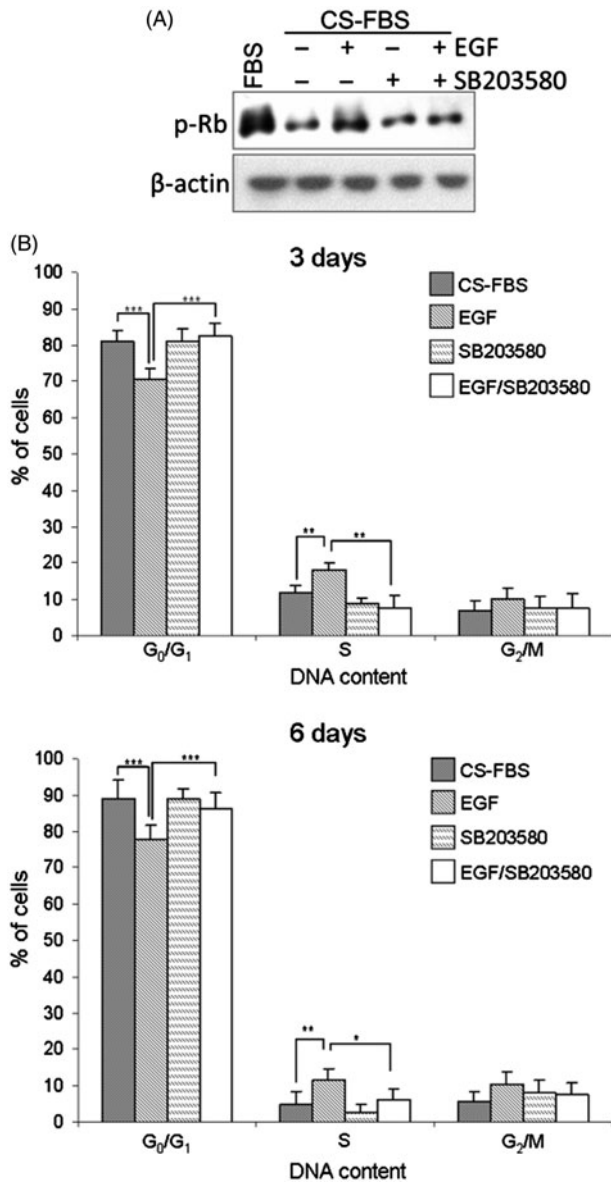 (A)
CS-FBS
FBS – + – + EGF
– – + + SB203580
p-Rb
β-actin
(B)
3 days
100
90
80
70
60
50
40
30
20
10
0
% of cells
*** ***
** **
CS-FBS
EGF
SB203580
EGF/SB203580
G₀/G₁ S G₂/M
DNA content
6 days
100
90
80
70
60
50
40
30
20
10
0
% of cells
*** ***
** *
CS-FBS
EGF
SB203580
EGF/SB203580
G₀/G₁ S G₂/M
DNA content